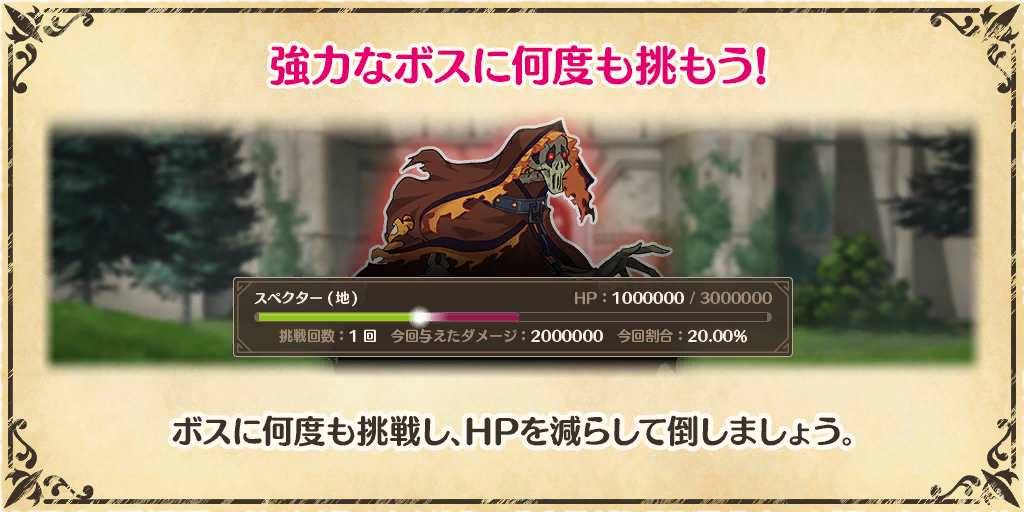 強力なボスに何度も挑もう!
スペクター(地) HP:1000000 / 3000000
挑戦回数:1 回 今回与えたダメージ:2000000 今回割合:20.00%
ボスに何度も挑戦し、HPを減らして倒しましょう。